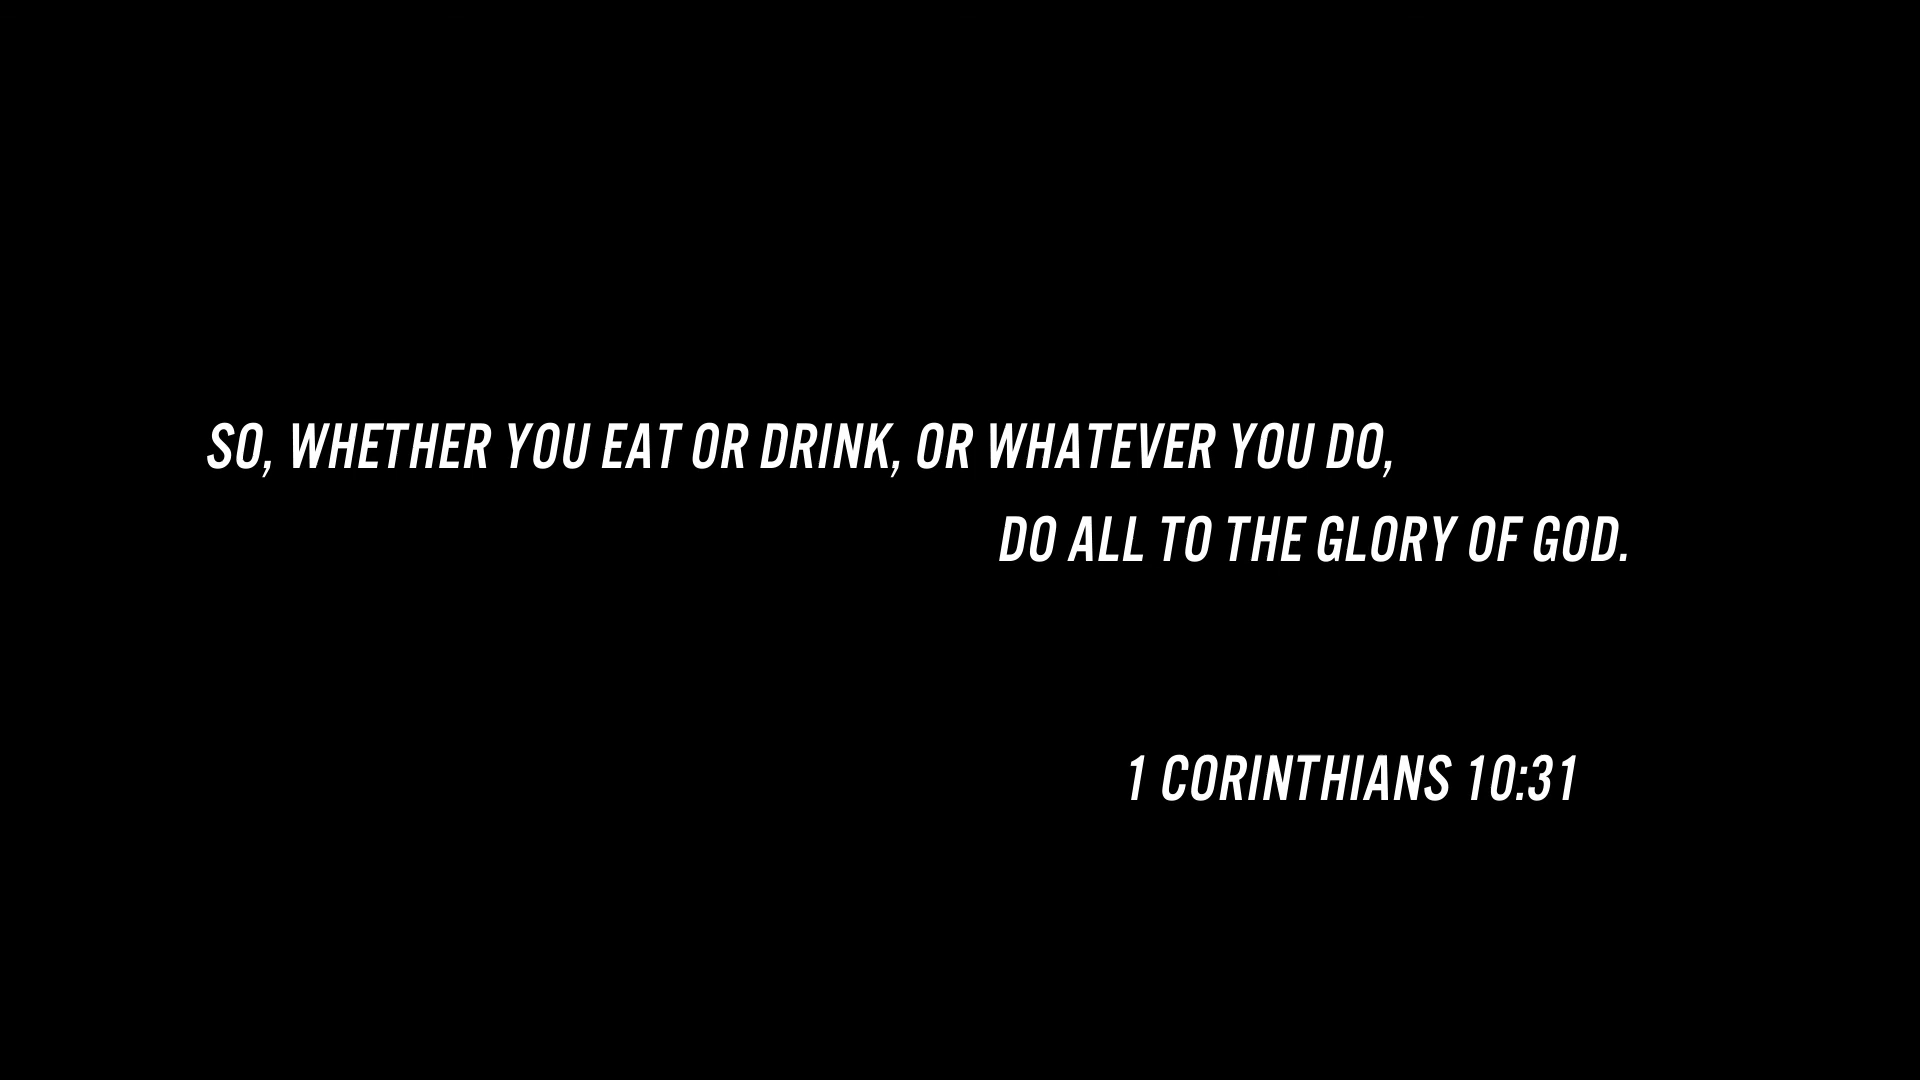 SO, WHETHER YOU EAT OR DRINK, OR WHATEVER YOU DO,
DO ALL TO THE GLORY OF GOD.
1 CORINTHIANS 10:31